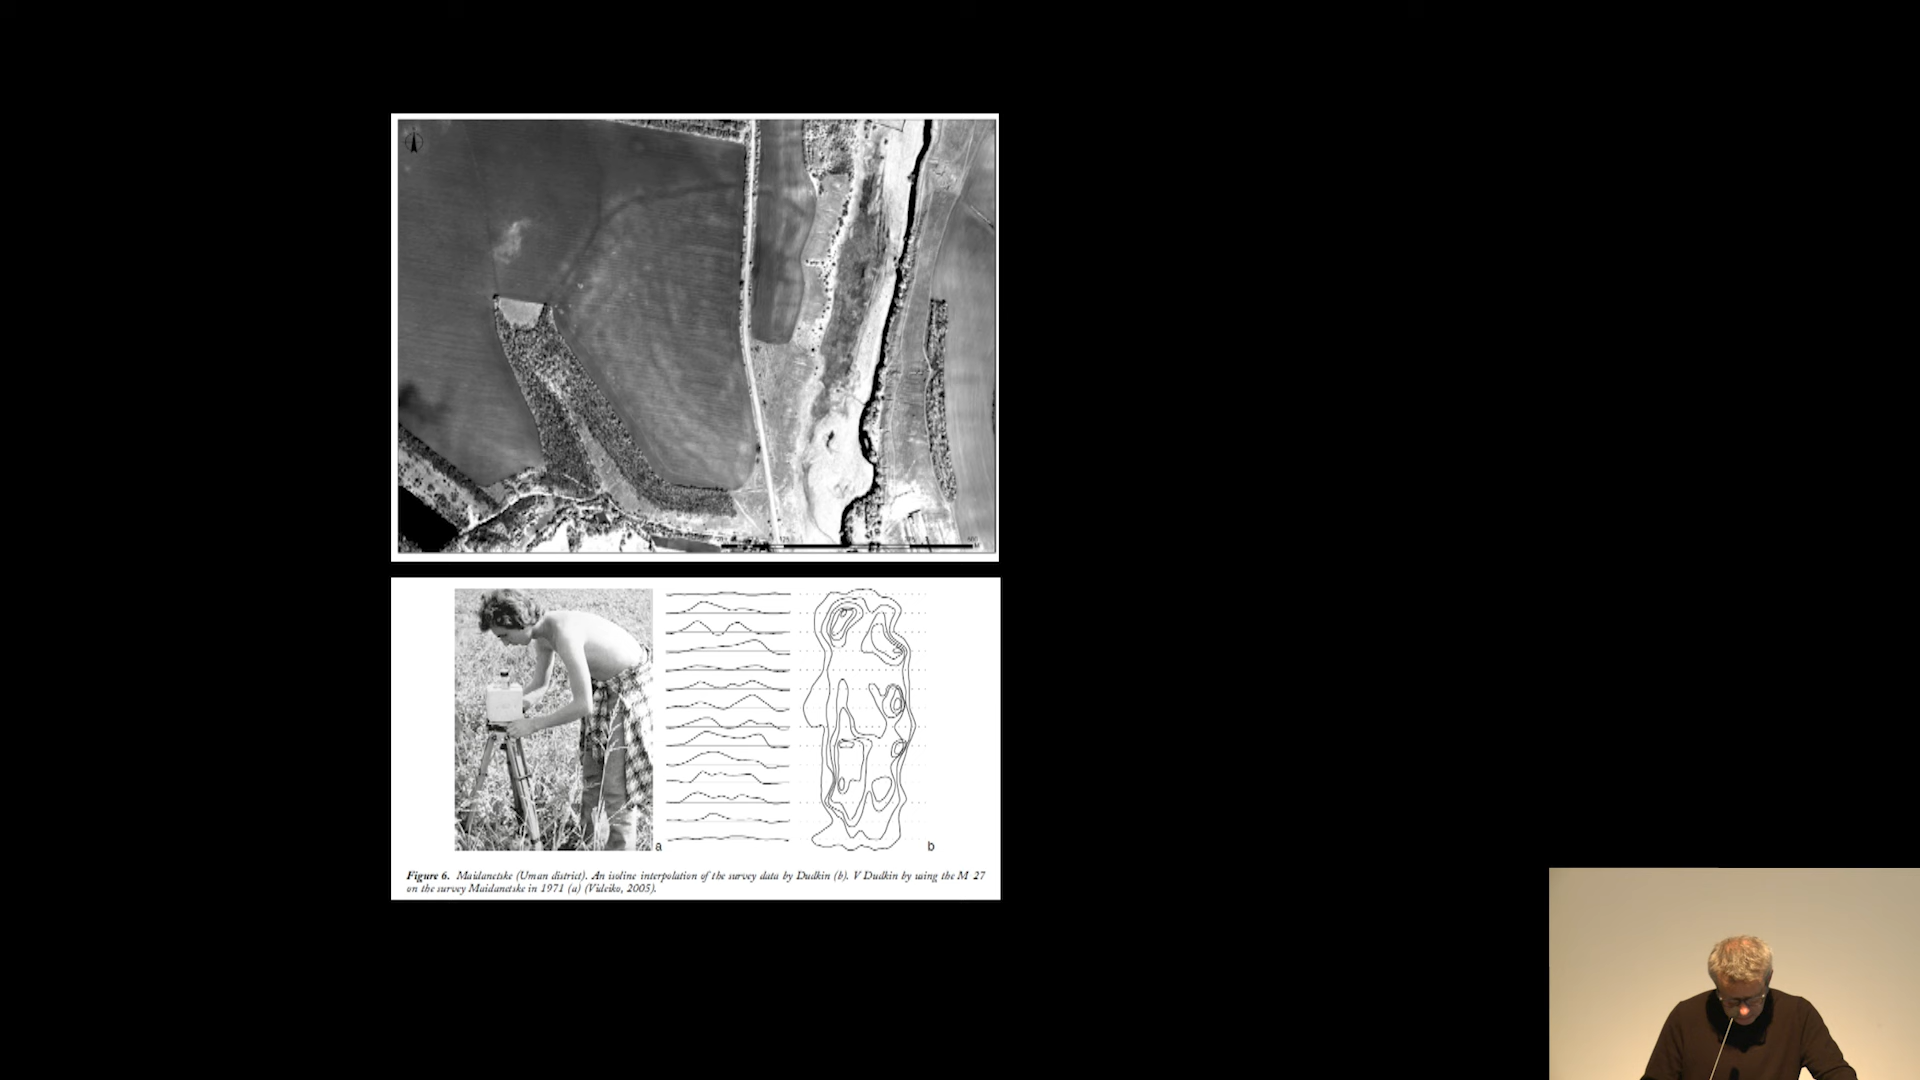 a
b
Figure 6. Maidanetske (Uman district). An isoline interpolation of the survey data by Dudkin (b). V Dudkin by using the M 27
on the survey Maidanetske in 1971 (a) (Videiko, 2005).